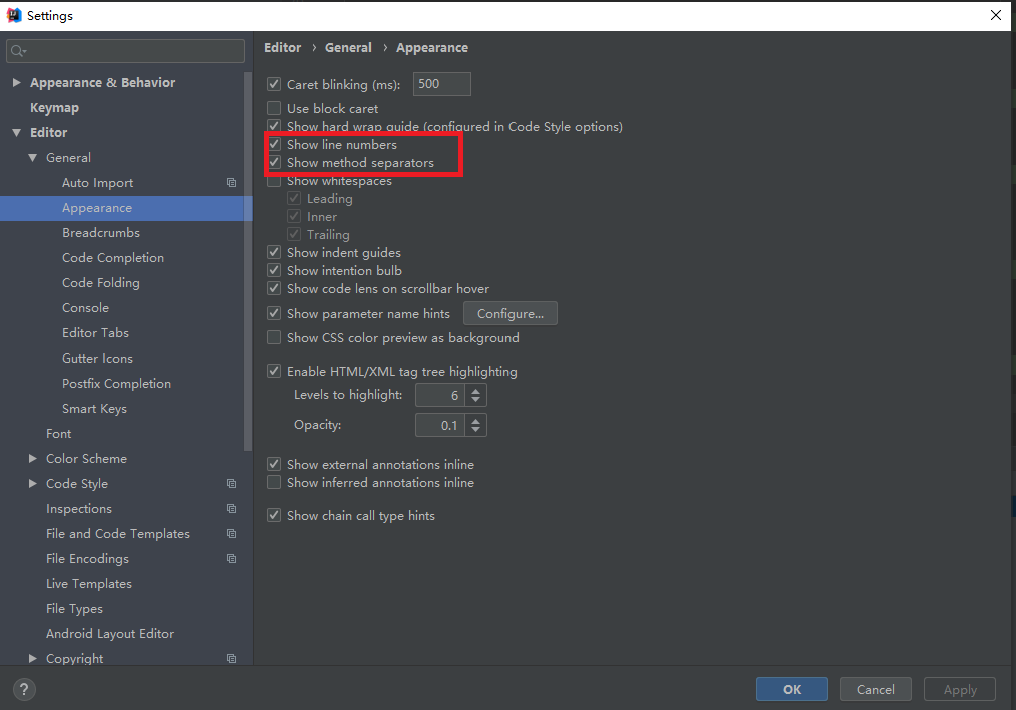 Settings
Appearance & Behavior
Keymap
Editor
General
Auto Import
Appearance
Breadcrumbs
Code Completion
Code Folding
Console
Editor Tabs
Gutter Icons
Postfix Completion
Smart Keys
Font
Color Scheme
Code Style
Inspections
File and Code Templates
File Encodings
Live Templates
File Types
Android Layout Editor
Copyright
Editor › General › Appearance
Caret blinking (ms): 500
Use block caret
Show hard wrap guide (configured in Code Style options)
Show line numbers
Show method separators
Show whitespaces
Leading
Inner
Trailing
Show indent guides
Show intention bulb
Show code lens on scrollbar hover
Show parameter name hints Configure...
Show CSS color preview as background
Enable HTML/XML tag tree highlighting
Levels to highlight: 6
Opacity: 0.1
Show external annotations inline
Show inferred annotations inline
Show chain call type hints
? OK Cancel Apply